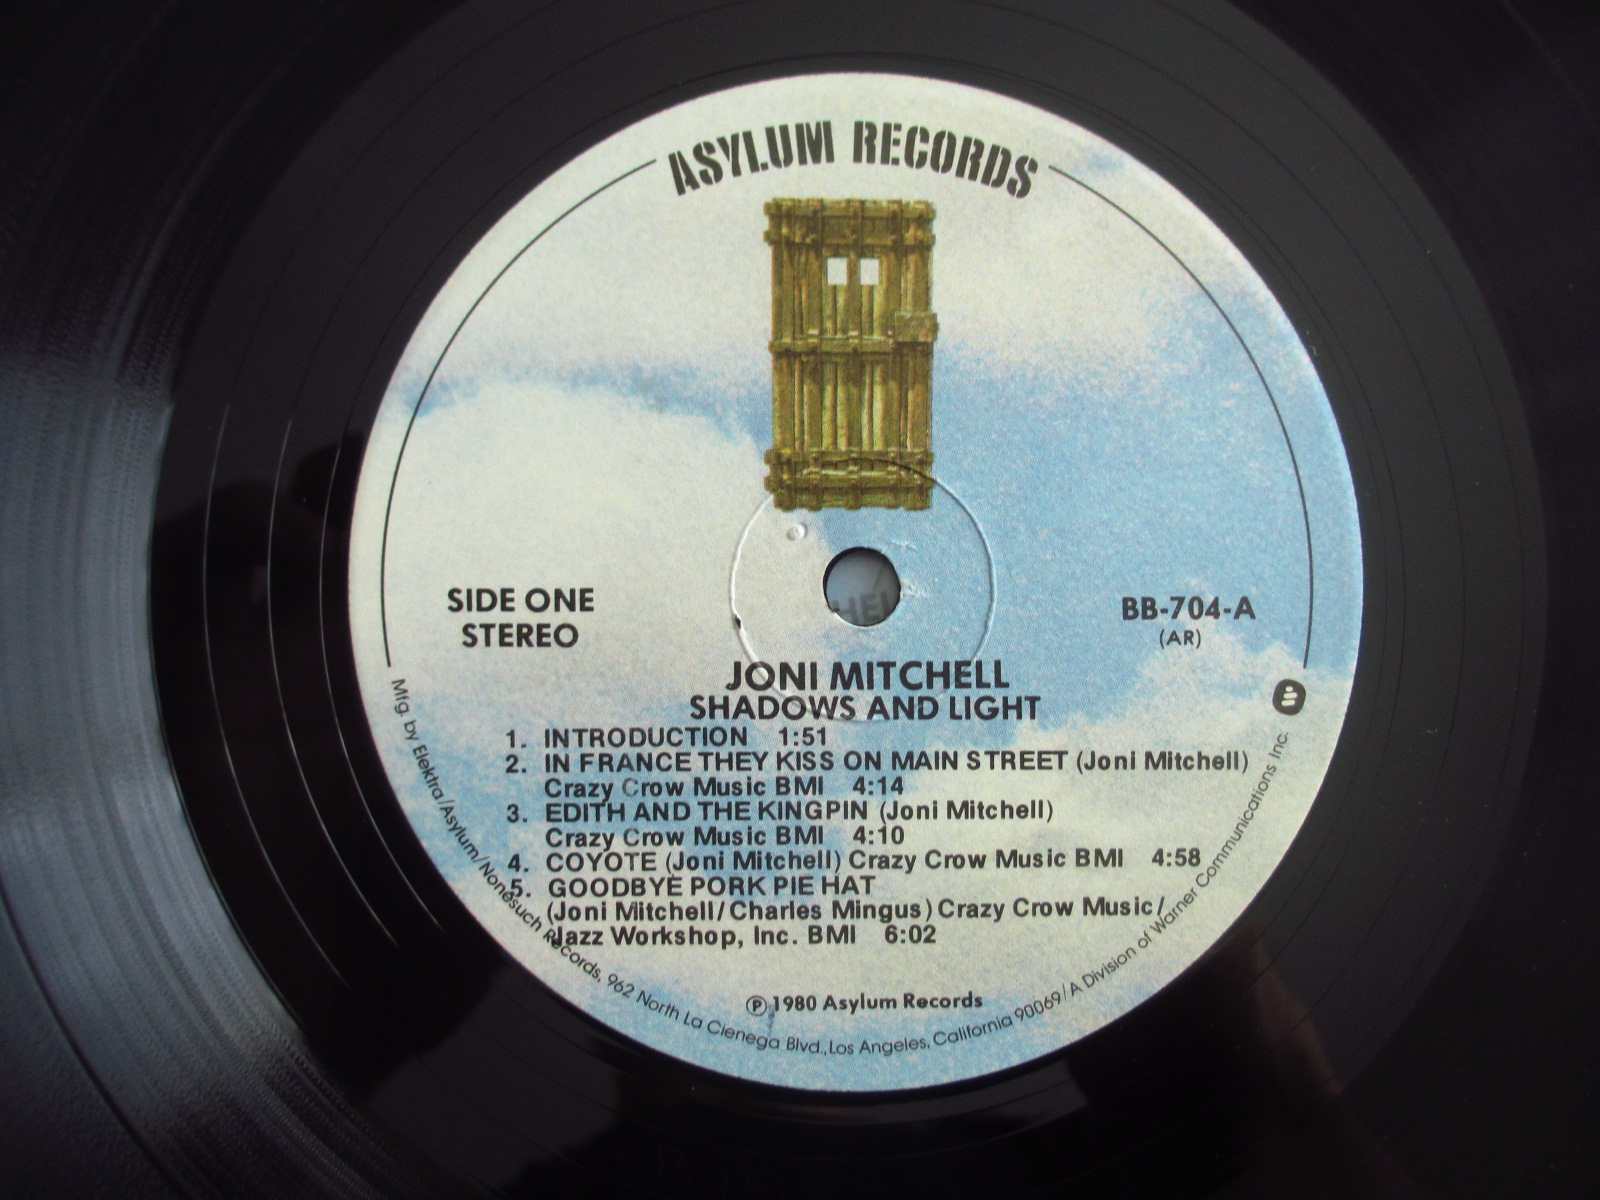 ASYLUM RECORDS
SIDE ONE
STEREO
BB-704-A
(AR)
JONI MITCHELL
SHADOWS AND LIGHT
1. INTRODUCTION 1:51
2. IN FRANCE THEY KISS ON MAIN STREET (Joni Mitchell)
Crazy Crow Music BMI 4:14
3. EDITH AND THE KINGPIN (Joni Mitchell)
Crazy Crow Music BMI 4:10
4. COYOTE (Joni Mitchell) Crazy Crow Music BMI 4:58
5. GOODBYE PORK PIE HAT
(Joni Mitchell/Charles Mingus) Crazy Crow Music/
Jazz Workshop, Inc. BMI 6:02
℗ 1980 Asylum Records
Mfg. by Elektra/Asylum/Nonesuch Records, 962 North La Cienega Blvd., Los Angeles, California 90069/A Division of Warner Communications Inc.